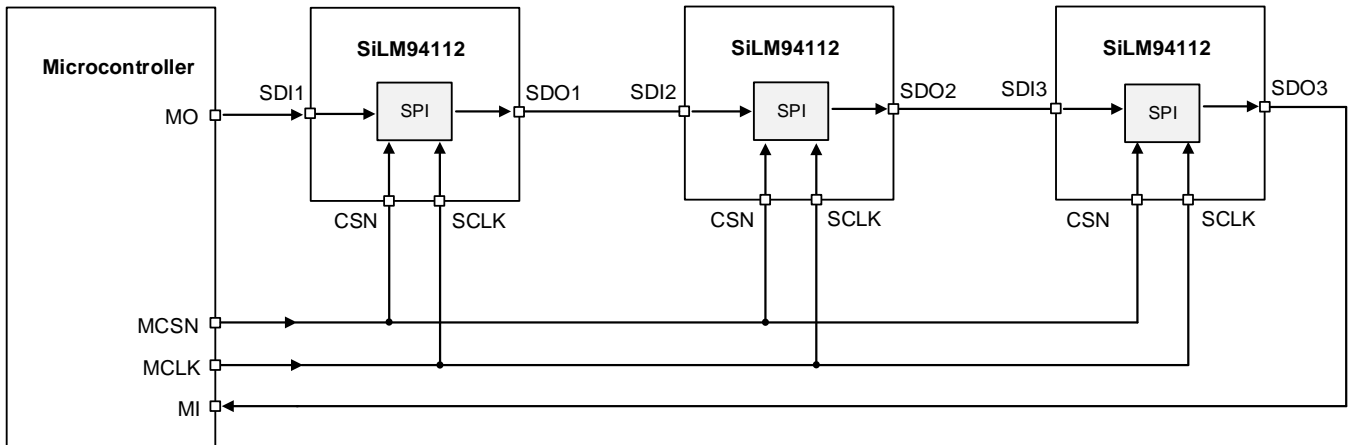 SiLM94112
SiLM94112
SiLM94112
Microcontroller
MO
SDI1
SPI
SDO1
SDI2
SPI
SDO2
SDI3
SPI
SDO3
CSN
SCLK
CSN
SCLK
CSN
SCLK
MCSN
MCLK
MI